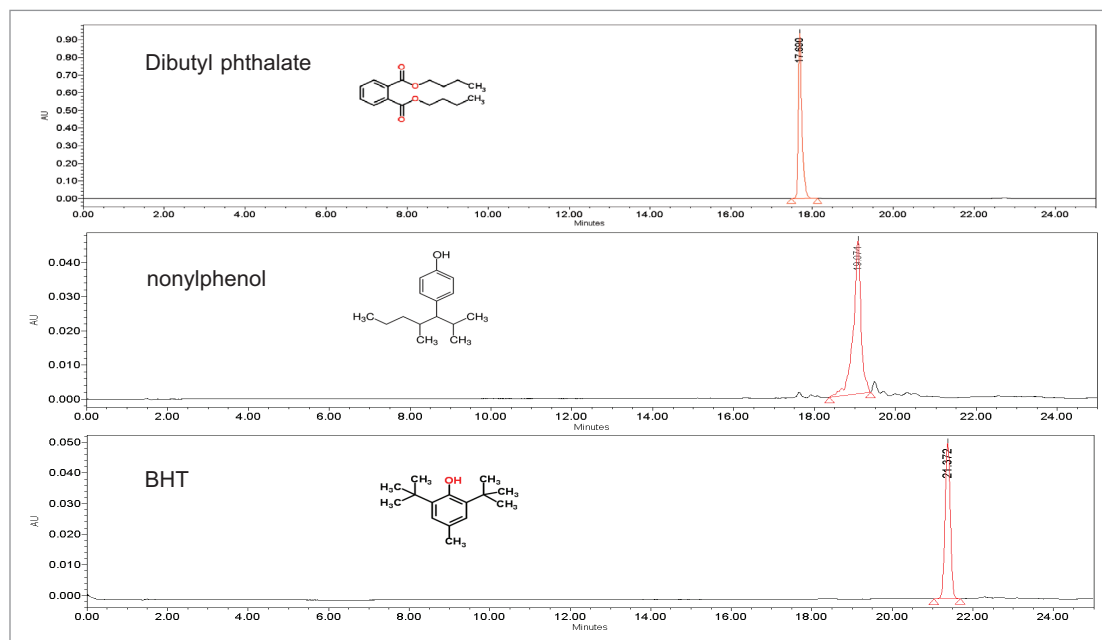 Dibutyl phthalate
17.690
AU
0.90
0.80
0.70
0.60
0.50
0.40
0.30
0.20
0.10
0.00
O
O
CH₃
O
CH₃
O
0.00 2.00 4.00 6.00 8.00 10.00 12.00 14.00 16.00 18.00 20.00 22.00 24.00
Minutes
nonylphenol
19.071
AU
0.040
0.030
0.020
0.010
0.000
OH
H₃C
CH₃
CH₃
H₃C
0.00 2.00 4.00 6.00 8.00 10.00 12.00 14.00 16.00 18.00 20.00 22.00 24.00
Minutes
BHT
21.372
AU
0.050
0.040
0.030
0.020
0.010
0.000
CH₃ OH H₃C
H₃C CH₃
H₃C CH₃
CH₃
0.00 2.00 4.00 6.00 8.00 10.00 12.00 14.00 16.00 18.00 20.00 22.00 24.00
Minutes